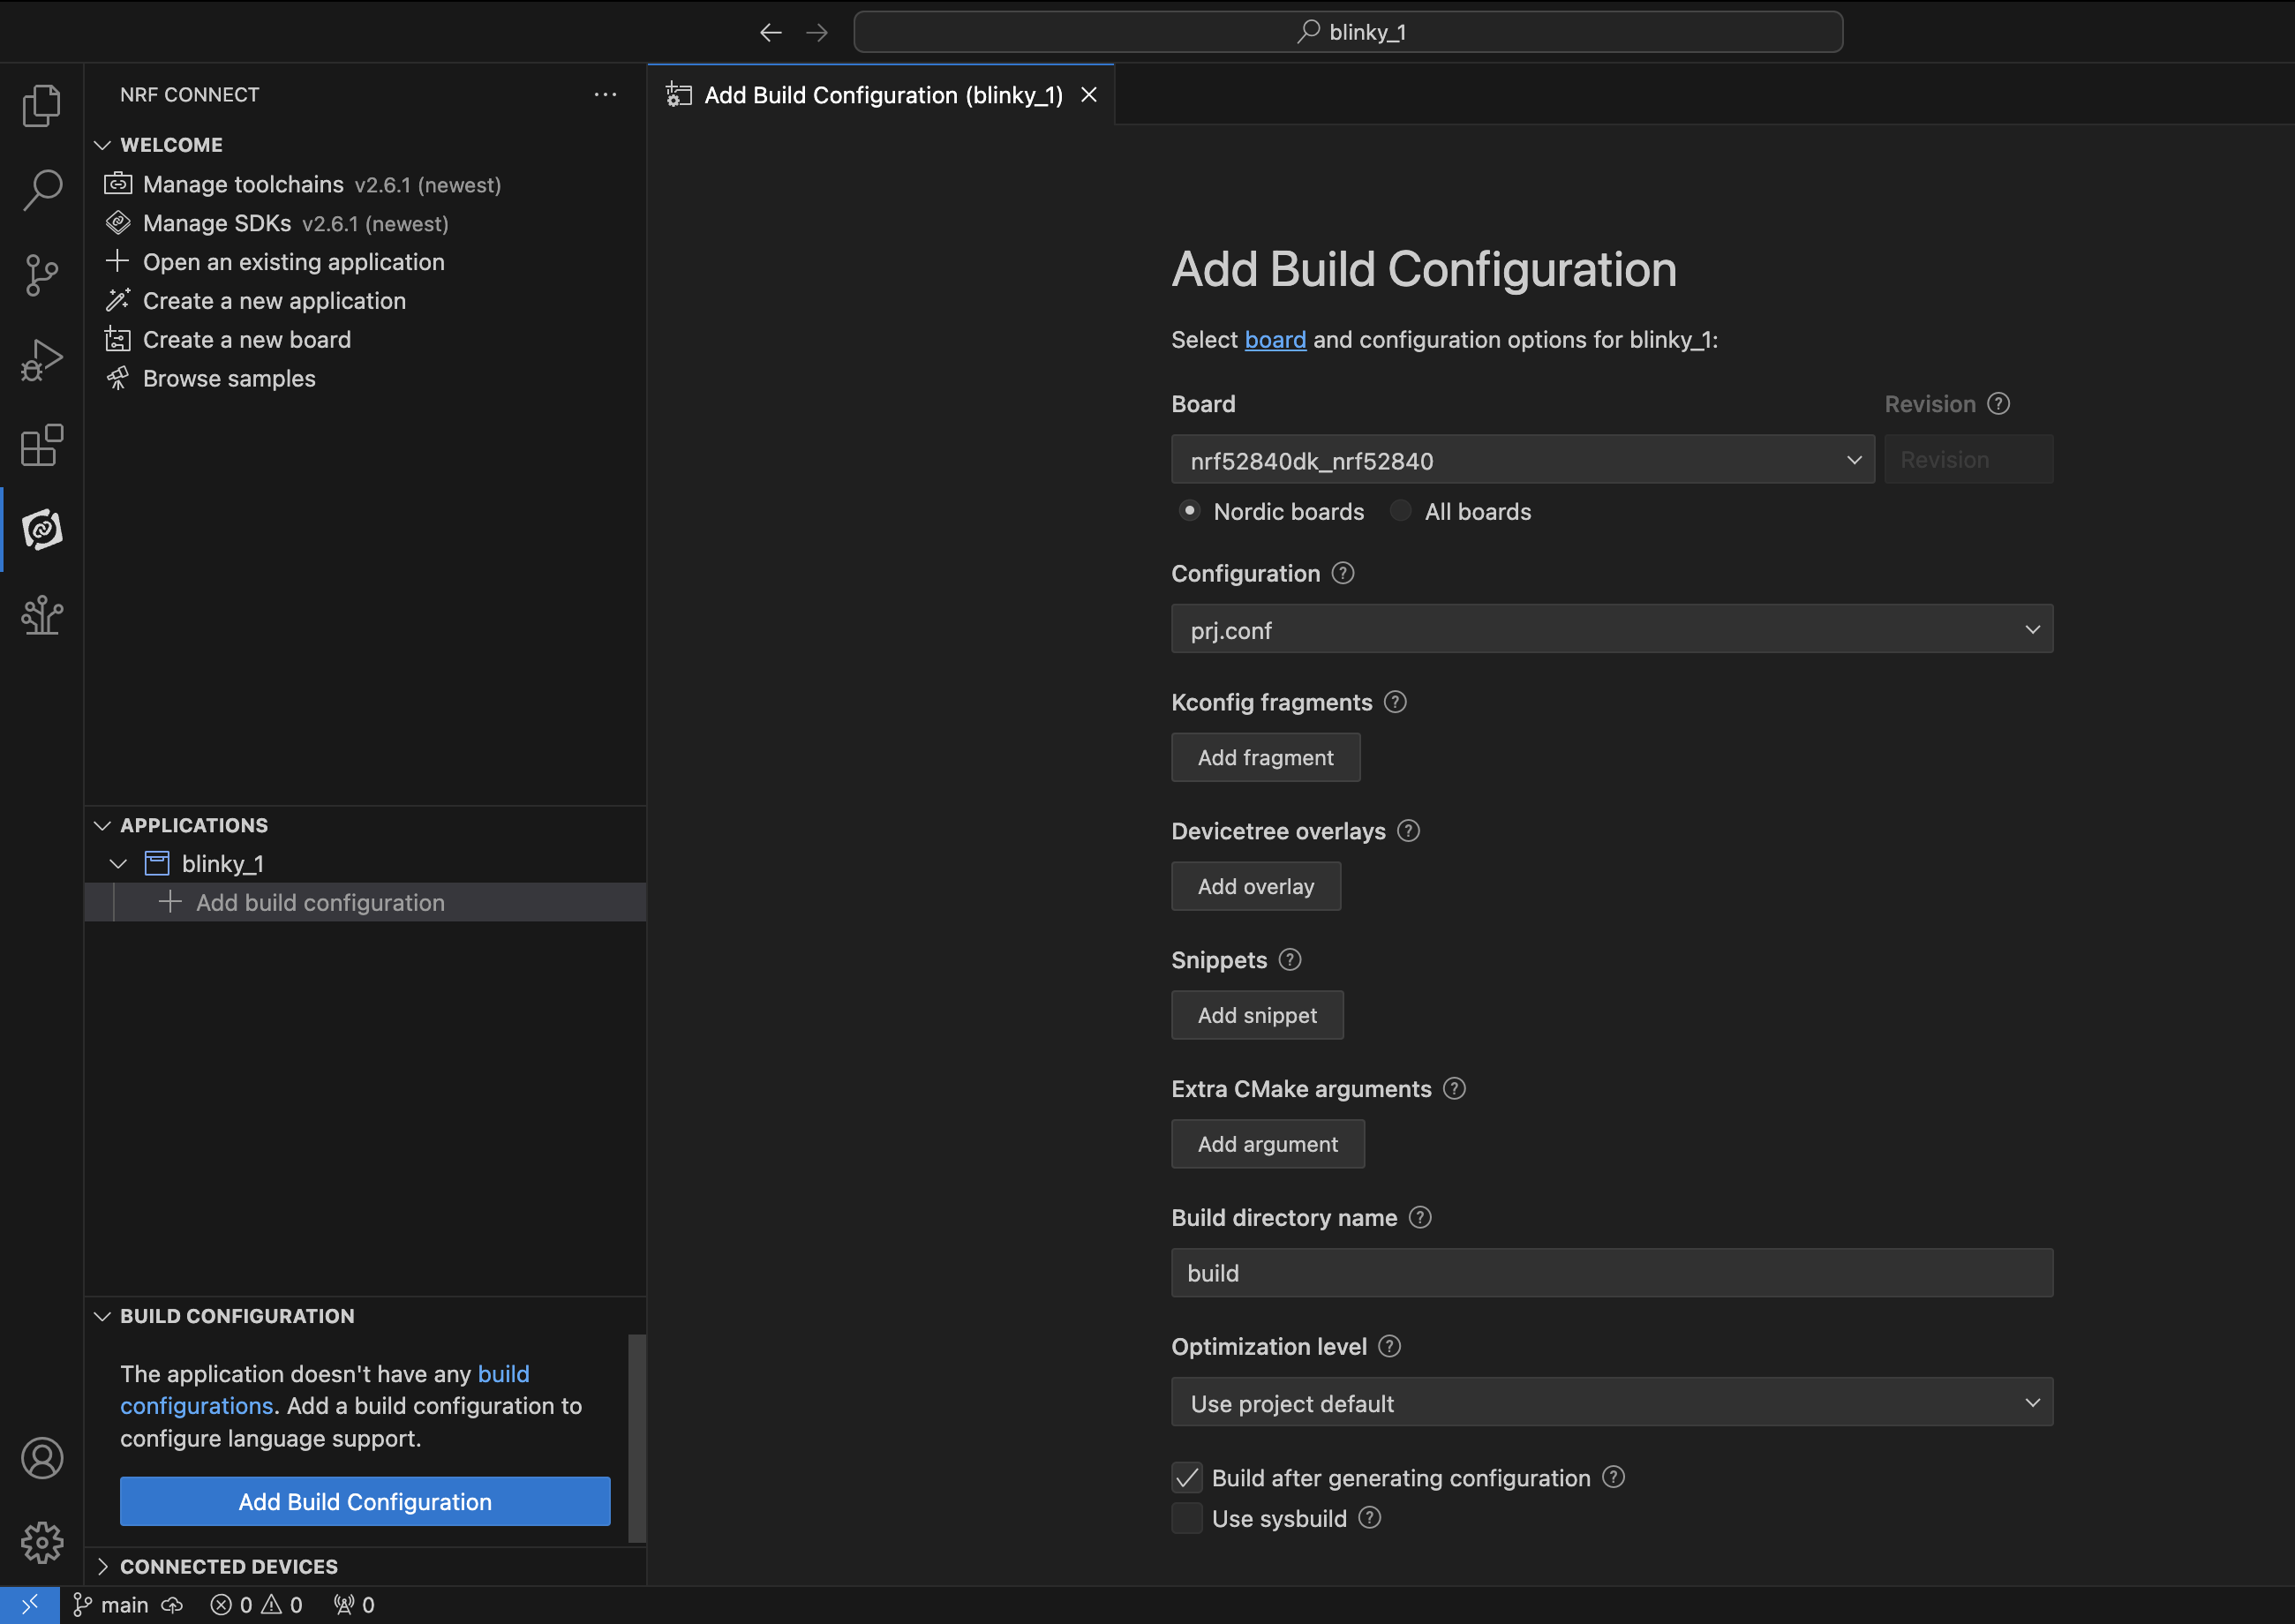 blinky_1
NRF CONNECT
WELCOME
Manage toolchains v2.6.1 (newest)
Manage SDKs v2.6.1 (newest)
Open an existing application
Create a new application
Create a new board
Browse samples
APPLICATIONS
blinky_1
Add build configuration
BUILD CONFIGURATION
The application doesn't have any build
configurations. Add a build configuration to
configure language support.
Add Build Configuration
CONNECTED DEVICES
Add Build Configuration (blinky_1)
Add Build Configuration
Select board and configuration options for blinky_1:
Board
Revision
nrf52840dk_nrf52840
Revision
Nordic boards
All boards
Configuration
prj.conf
Kconfig fragments
Add fragment
Devicetree overlays
Add overlay
Snippets
Add snippet
Extra CMake arguments
Add argument
Build directory name
build
Optimization level
Use project default
Build after generating configuration
Use sysbuild
main 0 0 0